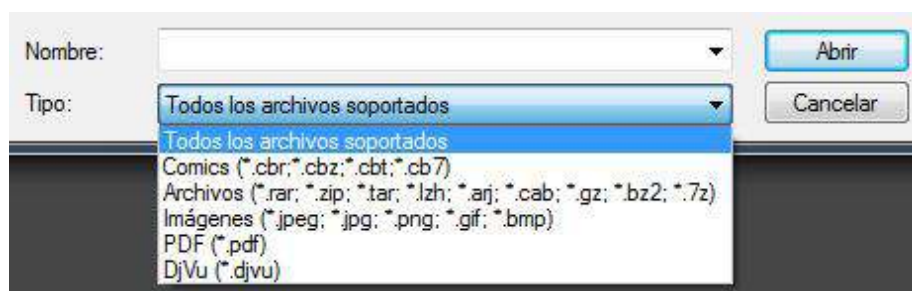 Nombre:
Abrir
Tipo:
Todos los archivos soportados
Cancelar
Todos los archivos soportados
Comics (*.cbr;*.cbz;*.cbt;*.cb7)
Archivos (*.rar; *.zip; *.tar; *.lzh; *.arj; *.cab; *.gz; *.bz2; *.7z)
Imágenes (*.jpeg; *.jpg; *.png; *.gif; *.bmp)
PDF (*.pdf)
DjVu (*.djvu)